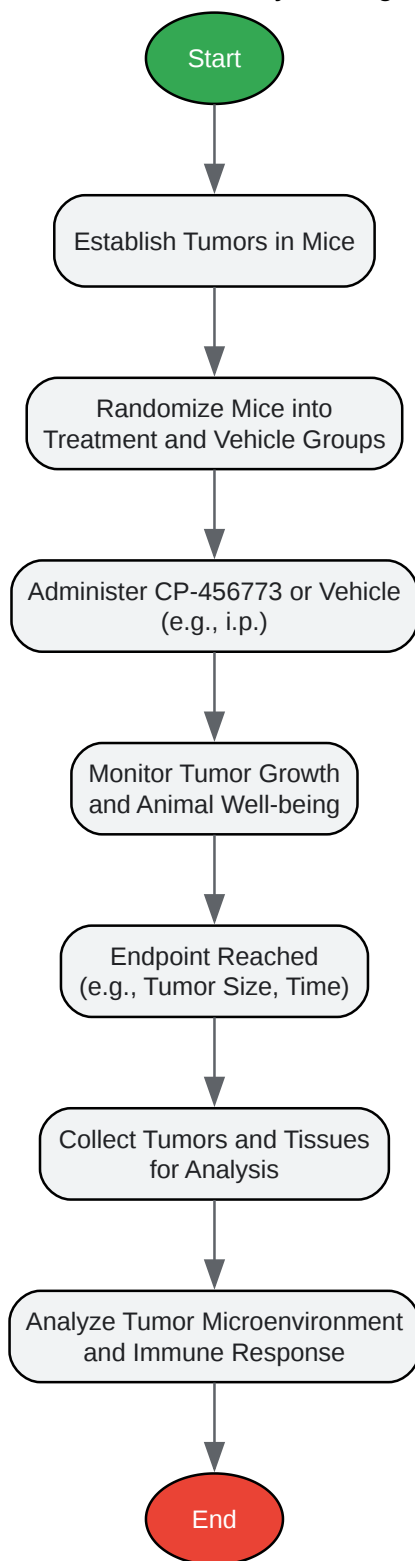 Start
Establish Tumors in Mice
Randomize Mice into
Treatment and Vehicle Groups
Administer CP-456773 or Vehicle
(e.g., i.p.)
Monitor Tumor Growth
and Animal Well-being
Endpoint Reached
(e.g., Tumor Size, Time)
Collect Tumors and Tissues
for Analysis
Analyze Tumor Microenvironment
and Immune Response
End